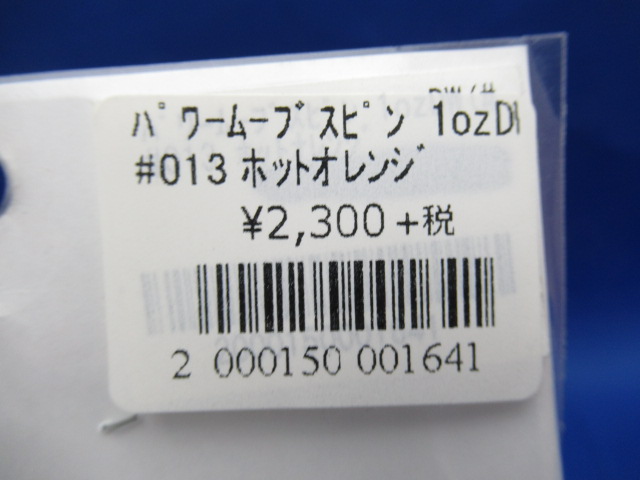 パワームーブスピン 1ozDW
#013 ホットオレンジ
¥2,300+税
2 000150 001641